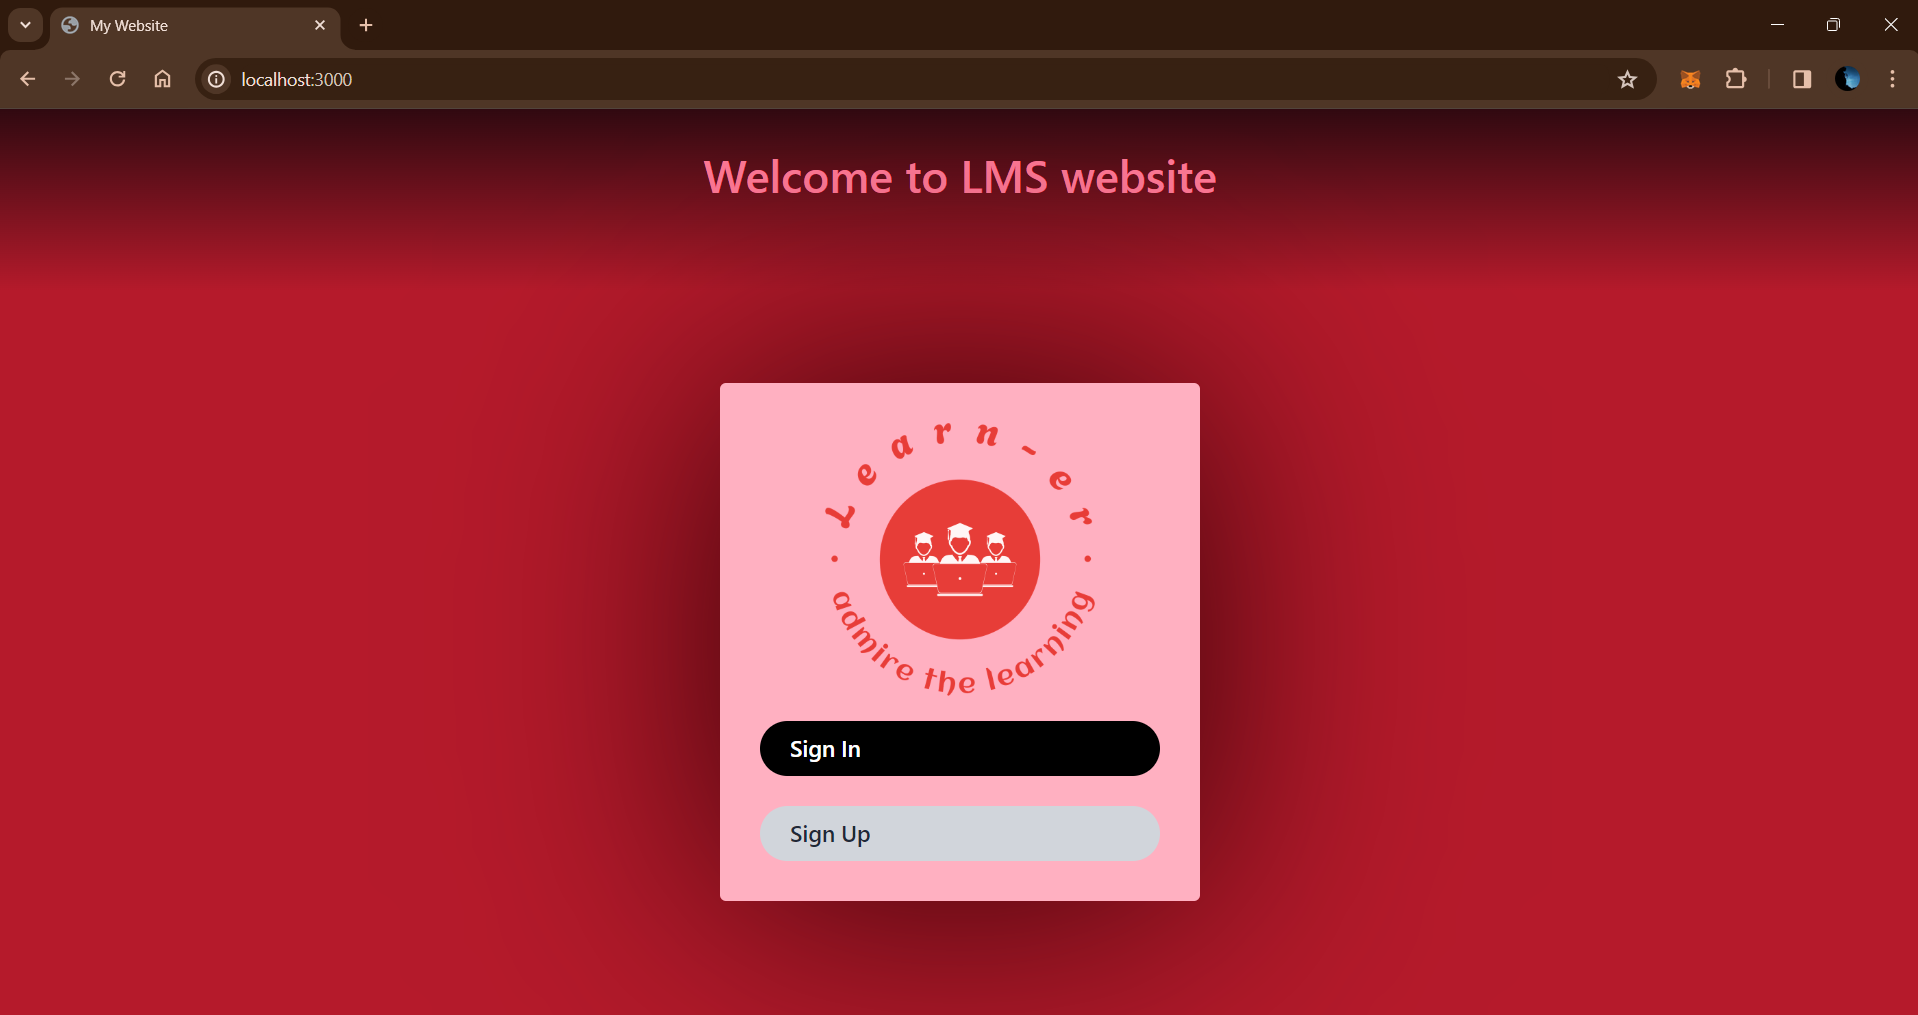 My Website
localhost:3000
Welcome to LMS website
Learn-er
admire the learning
Sign In
Sign Up